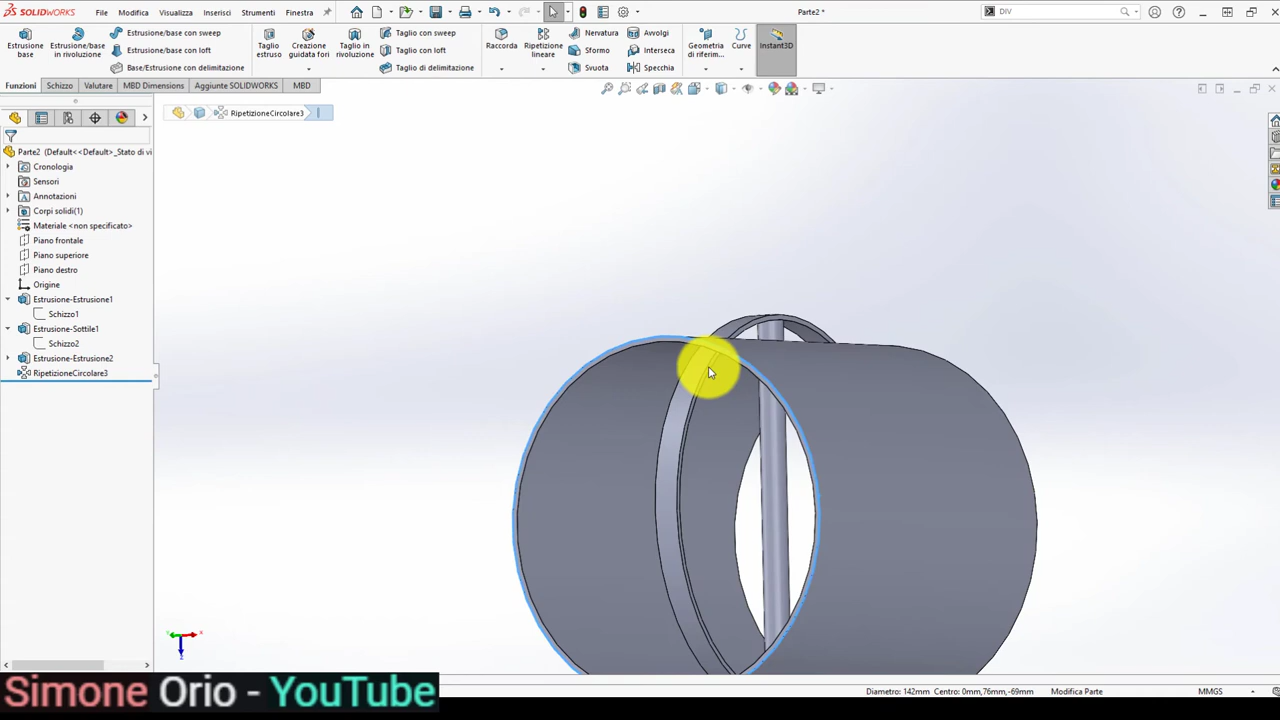 SOLIDWORKS
File
Modifica
Visualizza
Inserisci
Strumenti
Finestra
Parte2 *
DIV
Estrusione base
Estrusione/base in rivoluzione
Estrusione/base con sweep
Estrusione/base con loft
Base/Estrusione con delimitazione
Taglio estruso
Creazione guidata fori
Taglio in rivoluzione
Taglio con sweep
Taglio con loft
Taglio di delimitazione
Raccorda
Ripetizione lineare
Nervatura
Sformo
Svuota
Avvolgi
Interseca
Specchia
Geometria di riferim...
Curve
Instant3D
Funzioni
Schizzo
Valutare
MBD Dimensions
Aggiunte SOLIDWORKS
MBD
RipetizioneCircolare3
Parte2 (Default<<Default>_Stato di vi
Cronologia
Sensori
Annotazioni
Corpi solidi(1)
Materiale <non specificato>
Piano frontale
Piano superiore
Piano destro
Origine
Estrusione-Estrusione1
Schizzo1
Estrusione-Sottile1
Schizzo2
Estrusione-Estrusione2
RipetizioneCircolare3
Simone Orio - YouTube
Diametro: 142mm Centro: 0mm,76mm,-69mm
Modifica Parte
MMGS